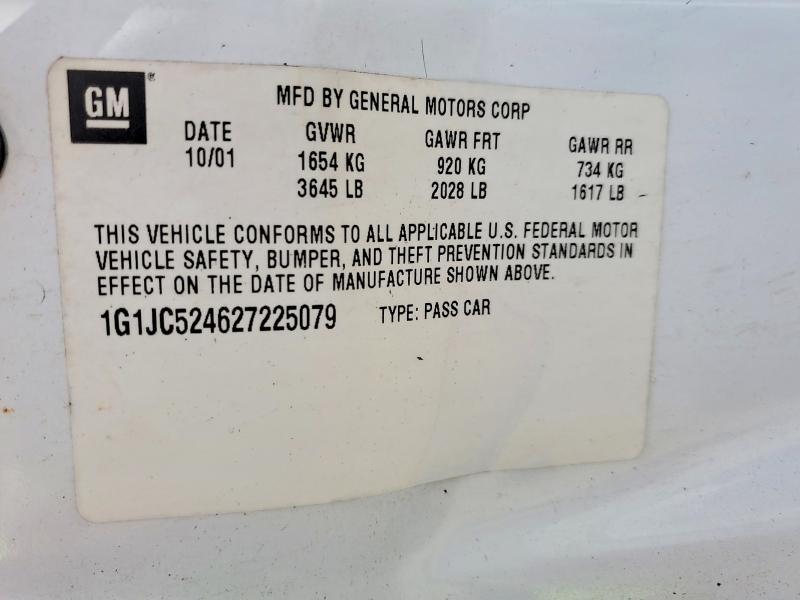 GM®
MFD BY GENERAL MOTORS CORP
DATE GVWR GAWR FRT GAWR RR
10/01 1654 KG 920 KG 734 KG
3645 LB 2028 LB 1617 LB
THIS VEHICLE CONFORMS TO ALL APPLICABLE U.S. FEDERAL MOTOR
VEHICLE SAFETY, BUMPER, AND THEFT PREVENTION STANDARDS IN
EFFECT ON THE DATE OF MANUFACTURE SHOWN ABOVE.
1G1JC524627225079 TYPE: PASS CAR